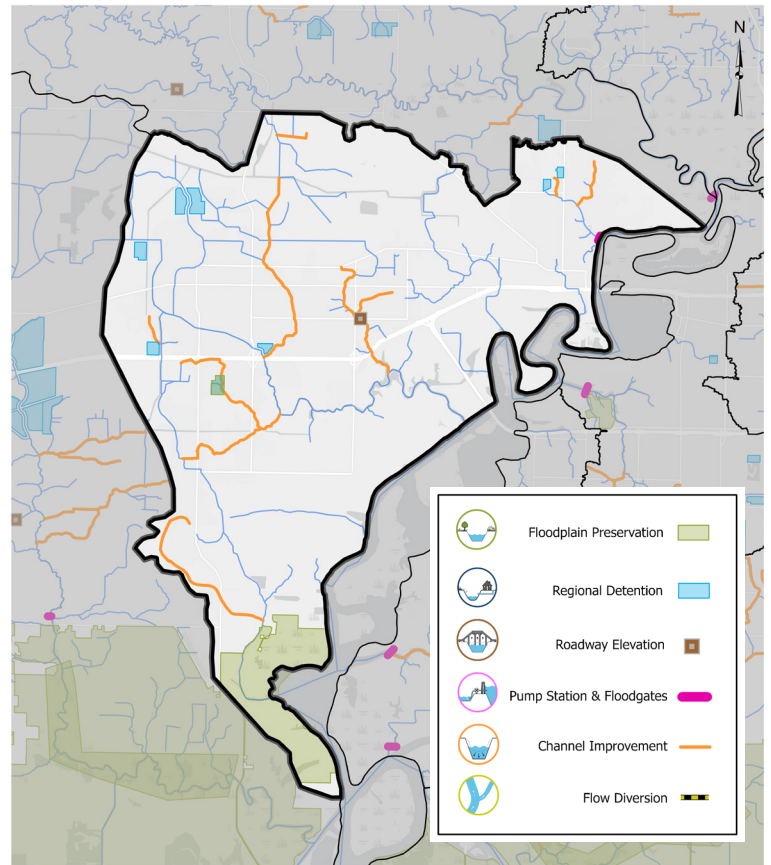 N
Floodplain Preservation
Regional Detention
Roadway Elevation
Pump Station & Floodgates
Channel Improvement
Flow Diversion